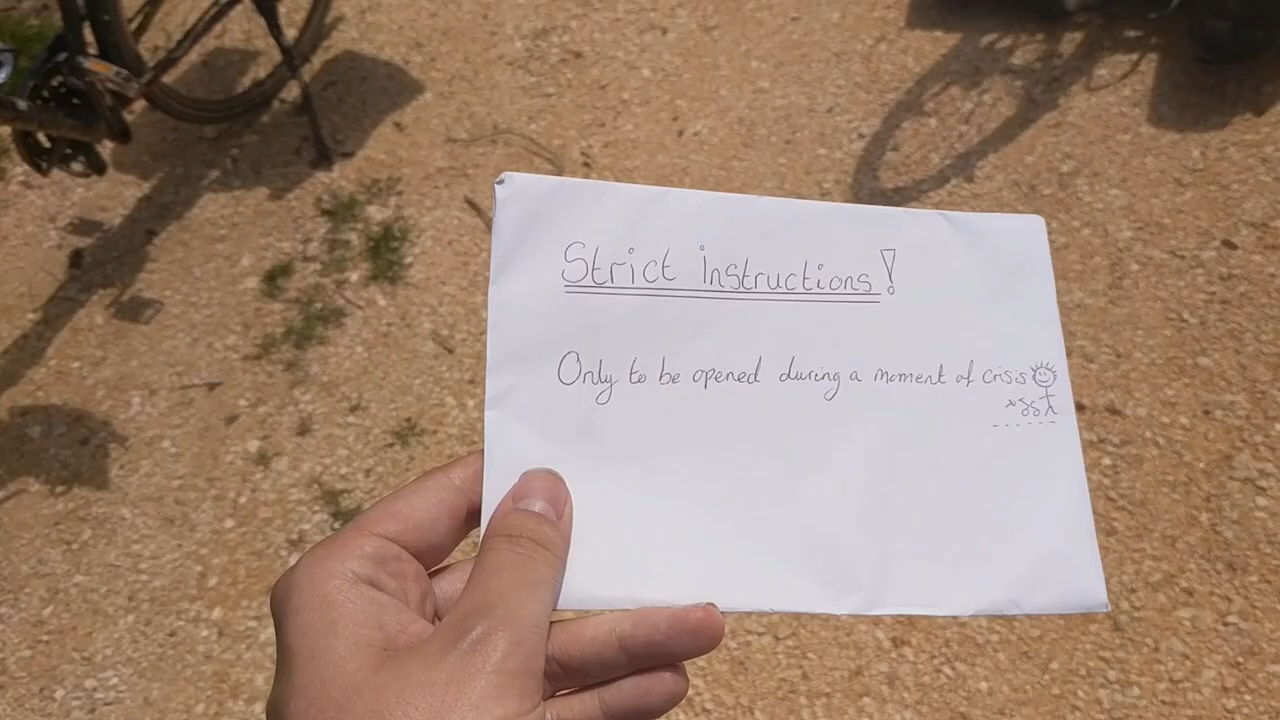 Strict instructions!
Only to be opened during a moment of crisis